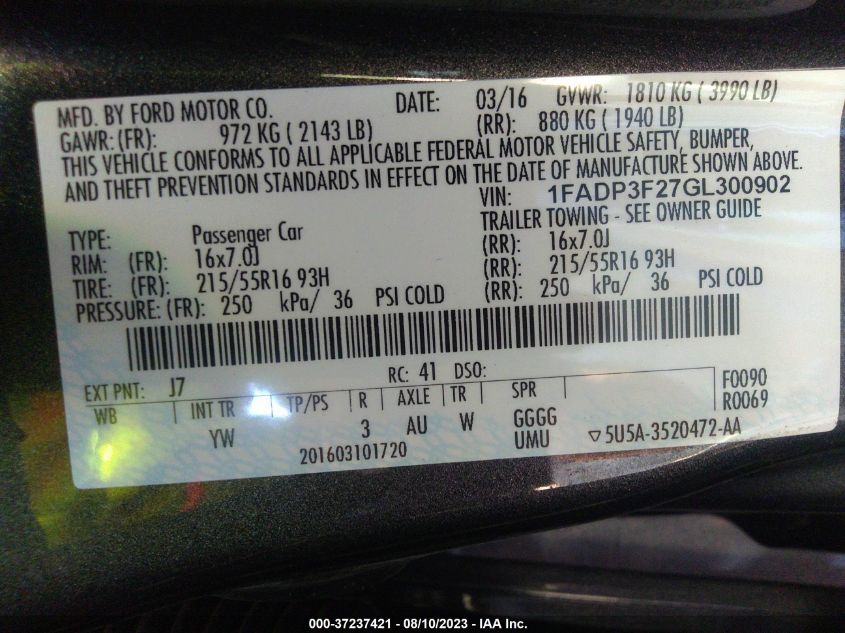 MFD. BY FORD MOTOR CO. DATE: 03/16 GVWR: 1810 KG ( 3990 LB)
GAWR: (FR): 972 KG ( 2143 LB) (RR): 880 KG ( 1940 LB)
THIS VEHICLE CONFORMS TO ALL APPLICABLE FEDERAL MOTOR VEHICLE SAFETY, BUMPER,
AND THEFT PREVENTION STANDARDS IN EFFECT ON THE DATE OF MANUFACTURE SHOWN ABOVE.
VIN: 1FADP3F27GL300902
TRAILER TOWING - SEE OWNER GUIDE
TYPE: Passenger Car
RIM: (FR): 16x7.0J (RR): 16x7.0J
TIRE: (FR): 215/55R16 93H (RR): 215/55R16 93H
PRESSURE: (FR): 250 kPa/ 36 PSI COLD (RR): 250 kPa/ 36 PSI COLD
EXT PNT: J7 RC: 41 DSO: F0090
WB INT TR TP/PS R AXLE TR SPR R0069
YW 3 AU W GGGG
UMU ▽5U5A-3520472-AA
201603101720
000-37237421 - 08/10/2023 - IAA Inc.